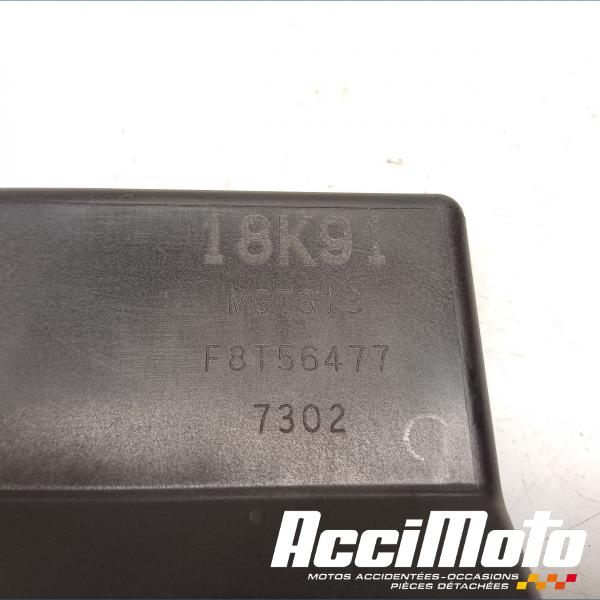 18K91
MGT313
F8T56477
7302
AcciMoto
MOTOS ACCIDENTÉES-OCCASIONS
PIÈCES DÉTACHÉES